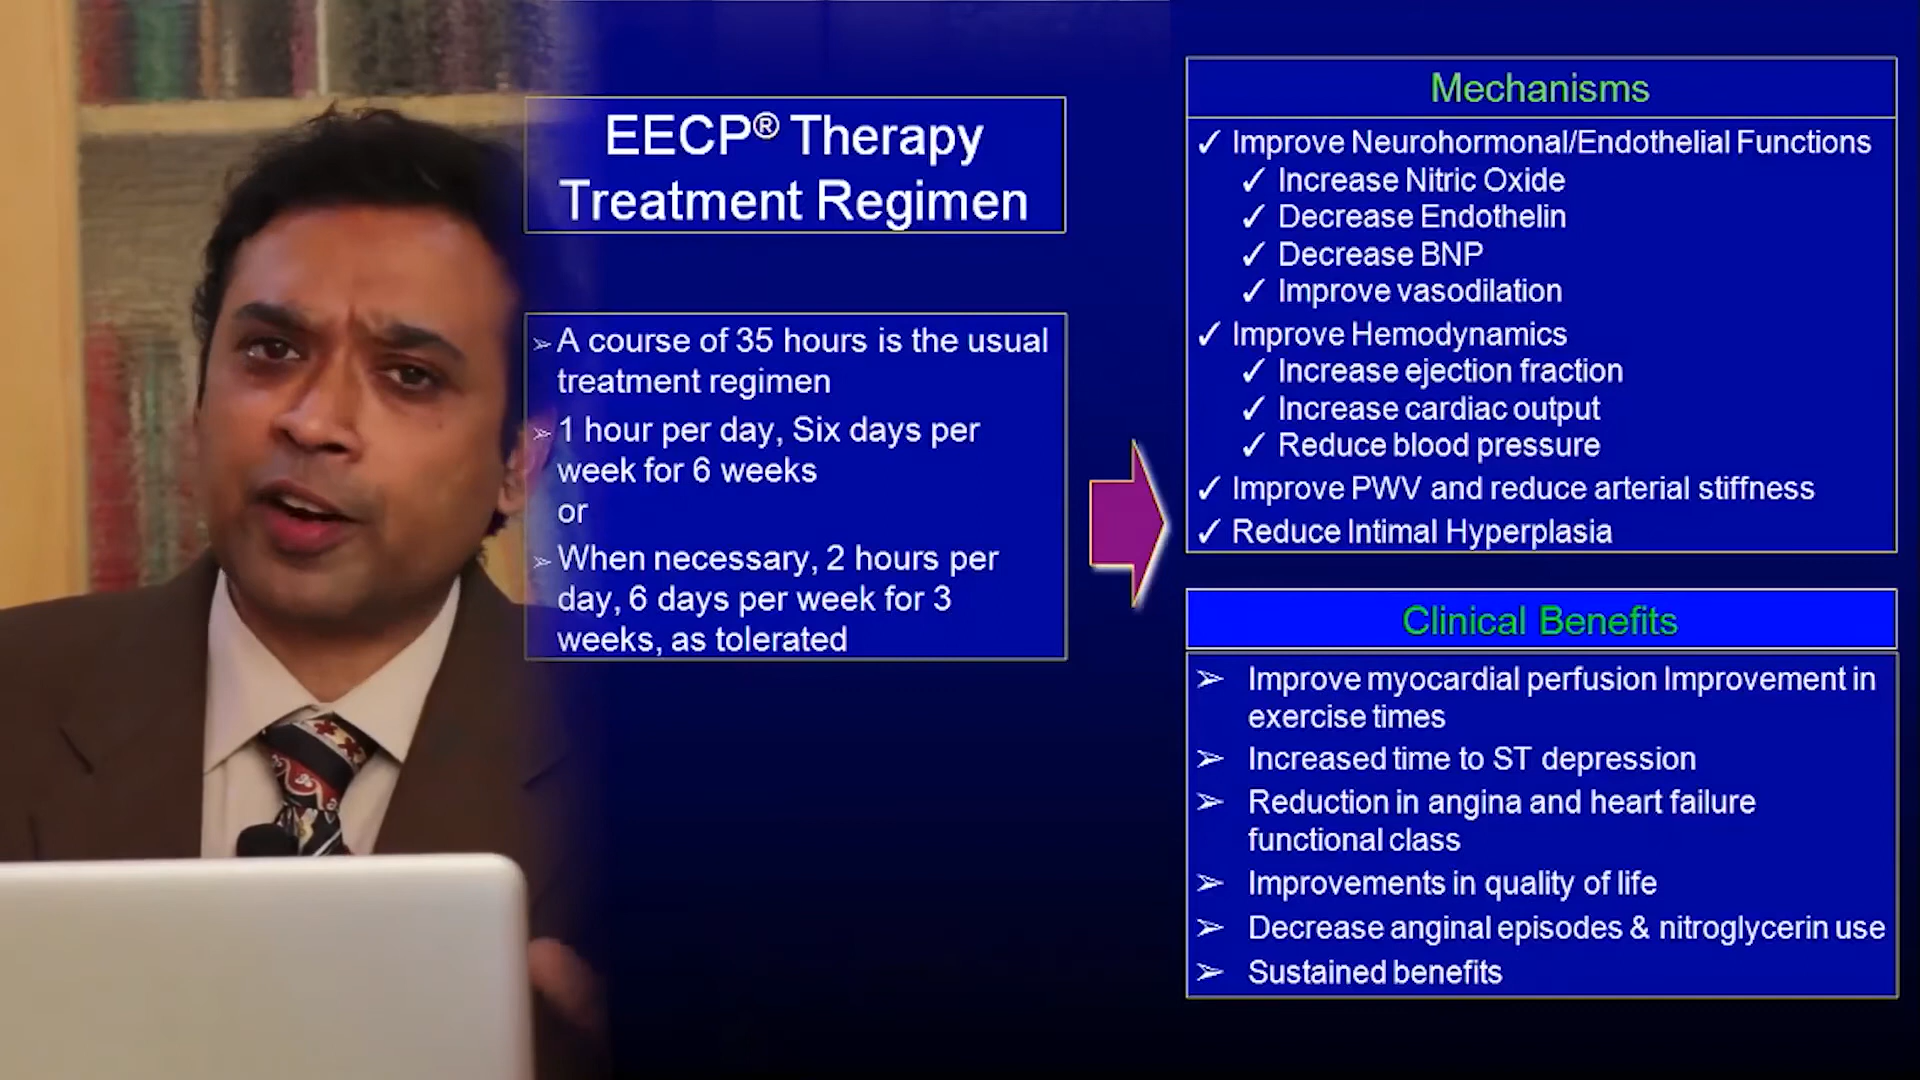 EECP® Therapy
Treatment Regimen
➢ A course of 35 hours is the usual
treatment regimen
➢ 1 hour per day, Six days per
week for 6 weeks
or
➢ When necessary, 2 hours per
day, 6 days per week for 3
weeks, as tolerated
Mechanisms
✓ Improve Neurohormonal/Endothelial Functions
✓ Increase Nitric Oxide
✓ Decrease Endothelin
✓ Decrease BNP
✓ Improve vasodilation
✓ Improve Hemodynamics
✓ Increase ejection fraction
✓ Increase cardiac output
✓ Reduce blood pressure
✓ Improve PWV and reduce arterial stiffness
✓ Reduce Intimal Hyperplasia
Clinical Benefits
➢ Improve myocardial perfusion Improvement in
exercise times
➢ Increased time to ST depression
➢ Reduction in angina and heart failure
functional class
➢ Improvements in quality of life
➢ Decrease anginal episodes & nitroglycerin use
➢ Sustained benefits